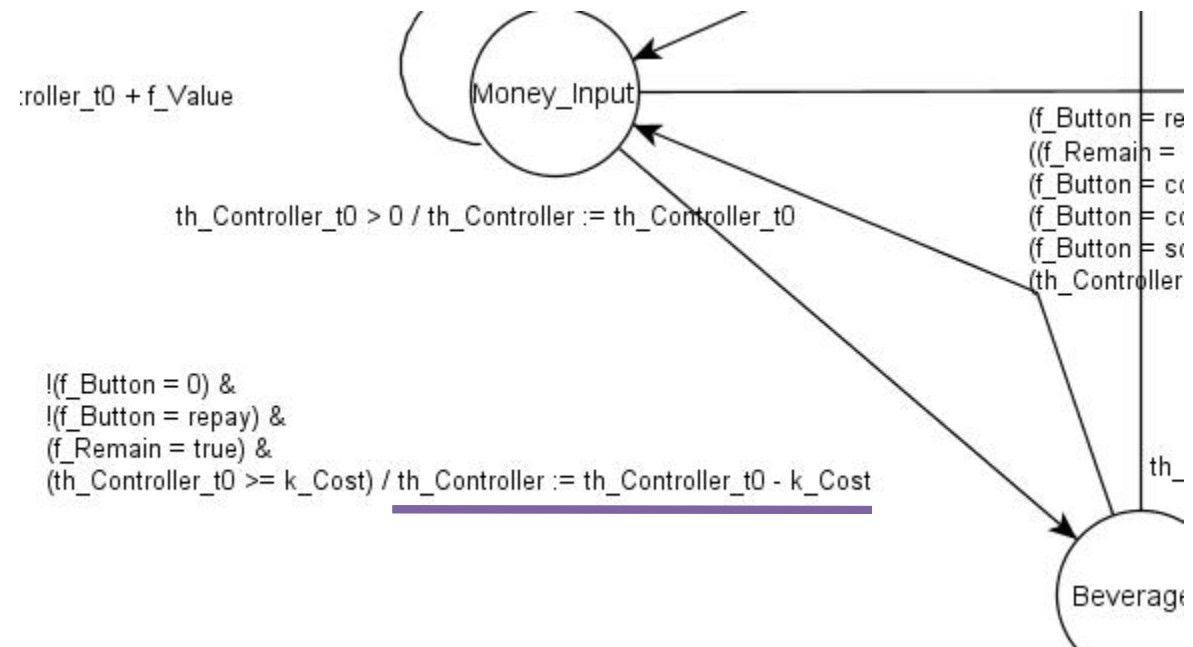 Money_Input
:roller_t0 + f_Value
(f_Button = re
((f_Remain =
(f_Button = co
(f_Button = co
(f_Button = so
(th_Controller
th_Controller_t0 > 0 / th_Controller := th_Controller_t0
!(f_Button = 0) &
!(f_Button = repay) &
(f_Remain = true) &
(th_Controller_t0 >= k_Cost) / th_Controller := th_Controller_t0 - k_Cost
th_
Beverage